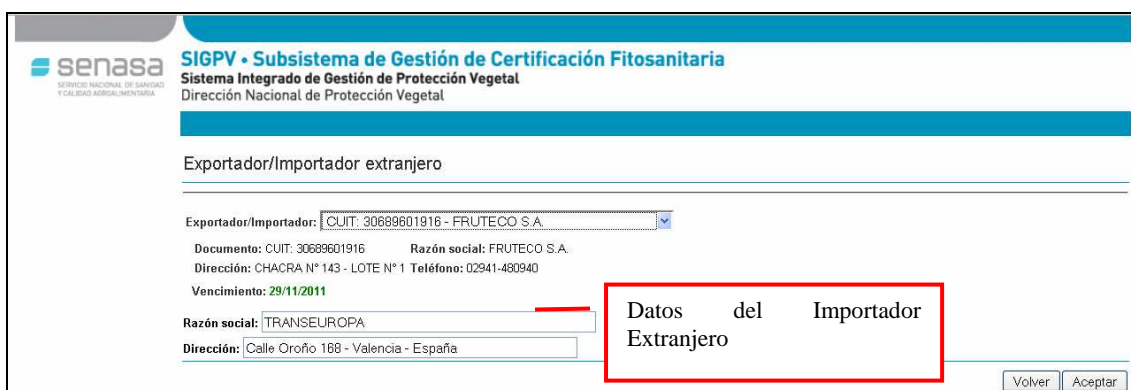 senasa
SERVICIO NACIONAL DE SANIDAD
Y CALIDAD AGROALIMENTARIA
SIGPV • Subsistema de Gestión de Certificación Fitosanitaria
Sistema Integrado de Gestión de Protección Vegetal
Dirección Nacional de Protección Vegetal
Exportador/Importador extranjero
Exportador/Importador: CUIT: 30689601916 - FRUTECO S.A.
Documento: CUIT: 30689601916 Razón social: FRUTECO S.A.
Dirección: CHACRA N° 143 - LOTE N° 1 Teléfono: 02941-480940
Vencimiento: 29/11/2011
Razón social: TRANSEUROPA
Dirección: Calle Oroño 168 - Valencia - España
Datos del Importador
Extranjero
Volver Aceptar